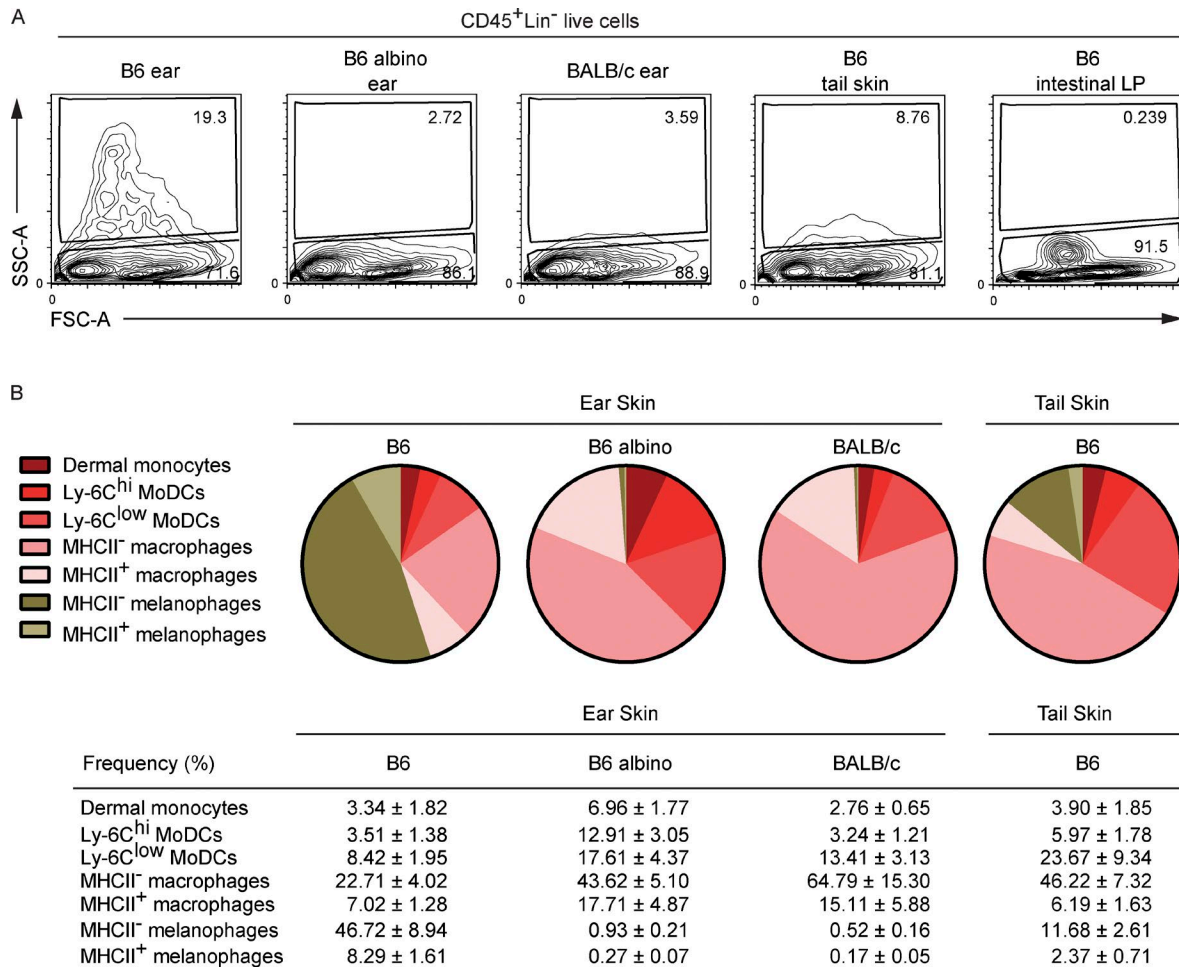 A
CD45+Lin- live cells
B6 ear
B6 albino
ear
BALB/c ear
B6
tail skin
B6
intestinal LP
SSC-A
19.3
71.6
0
0
2.72
86.1
0
0
3.59
88.9
0
0
8.76
81.1
0
0
0.239
91.5
0
0
FSC-A
B
Ear Skin
Tail Skin
B6
B6 albino
BALB/c
B6
Dermal monocytes
Ly-6Chi MoDCs
Ly-6Clow MoDCs
MHCII- macrophages
MHCII+ macrophages
MHCII- melanophages
MHCII+ melanophages
Ear Skin
Tail Skin
Frequency (%) B6 B6 albino BALB/c B6
Dermal monocytes 3.34 ± 1.82 6.96 ± 1.77 2.76 ± 0.65 3.90 ± 1.85
Ly-6Chi MoDCs 3.51 ± 1.38 12.91 ± 3.05 3.24 ± 1.21 5.97 ± 1.78
Ly-6Clow MoDCs 8.42 ± 1.95 17.61 ± 4.37 13.41 ± 3.13 23.67 ± 9.34
MHCII- macrophages 22.71 ± 4.02 43.62 ± 5.10 64.79 ± 15.30 46.22 ± 7.32
MHCII+ macrophages 7.02 ± 1.28 17.71 ± 4.87 15.11 ± 5.88 6.19 ± 1.63
MHCII- melanophages 46.72 ± 8.94 0.93 ± 0.21 0.52 ± 0.16 11.68 ± 2.61
MHCII+ melanophages 8.29 ± 1.61 0.27 ± 0.07 0.17 ± 0.05 2.37 ± 0.71